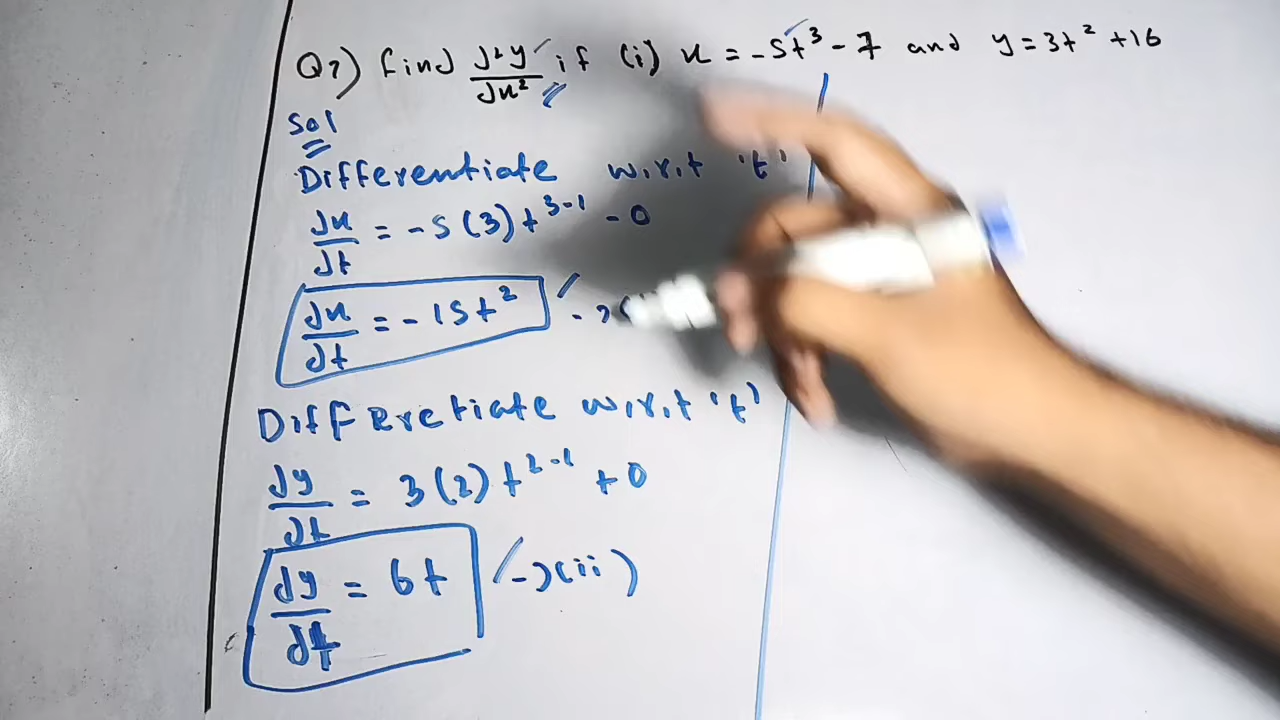 Q7) find d²y/dx² if (i) x = -5t³ - 7 and y = 3t² + 16
Sol
Differentiate w.r.t 't'
dx/dt = -5(3)t³⁻¹ - 0
dx/dt = -15t²
Differetiate w.r.t 't'
dy/dt = 3(2)t²⁻¹ + 0
dy/dt = 6t →(ii)